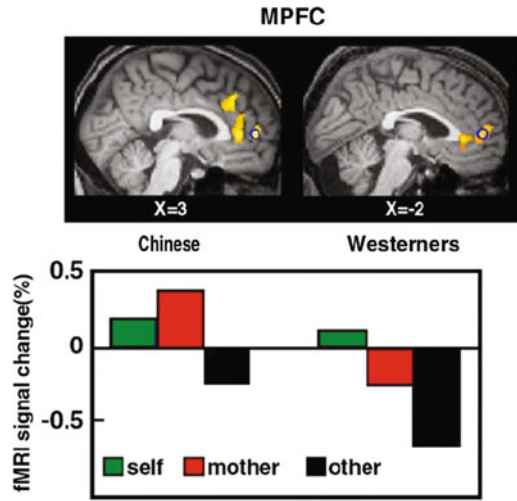 MPFC
X=3
X=-2
Chinese
Westerners
fMRI signal change(%)
0.5
0
-0.5
self
mother
other